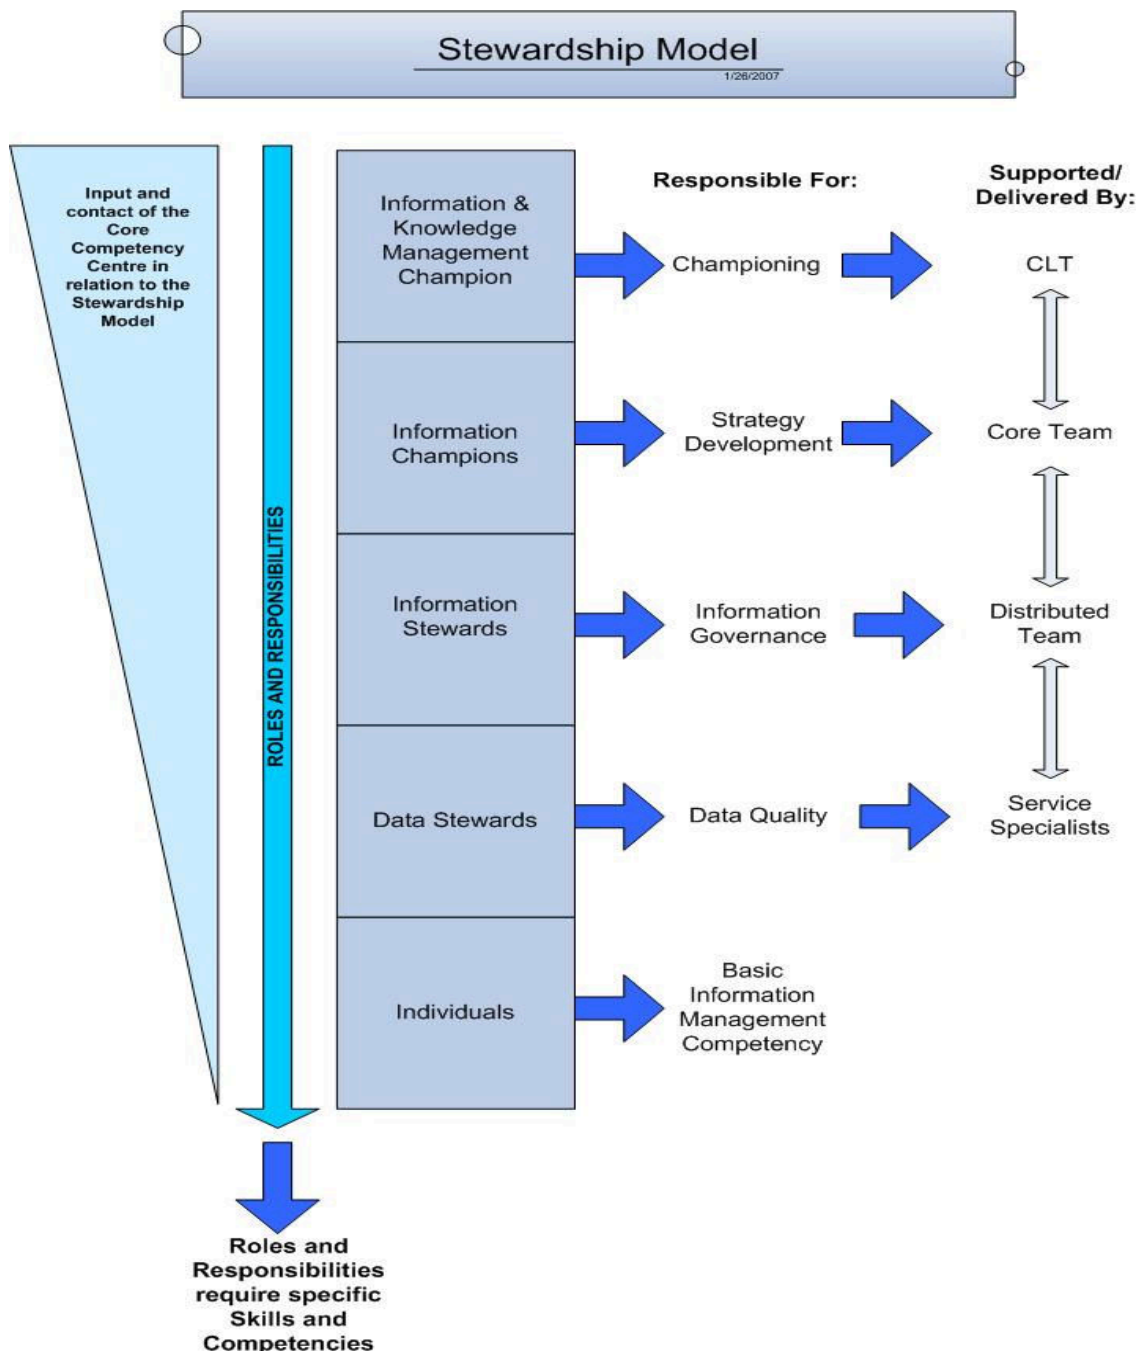 Stewardship Model
1/26/2007
Input and
contact of the
Core
Competency
Centre in
relation to the
Stewardship
Model
ROLES AND RESPONSIBILITIES
Responsible For:
Supported/
Delivered By:
Information &
Knowledge
Management
Champion
Championing
CLT
Information
Champions
Strategy
Development
Core Team
Information
Stewards
Information
Governance
Distributed
Team
Data Stewards
Data Quality
Service
Specialists
Individuals
Basic
Information
Management
Competency
Roles and
Responsibilities
require specific
Skills and
Competencies